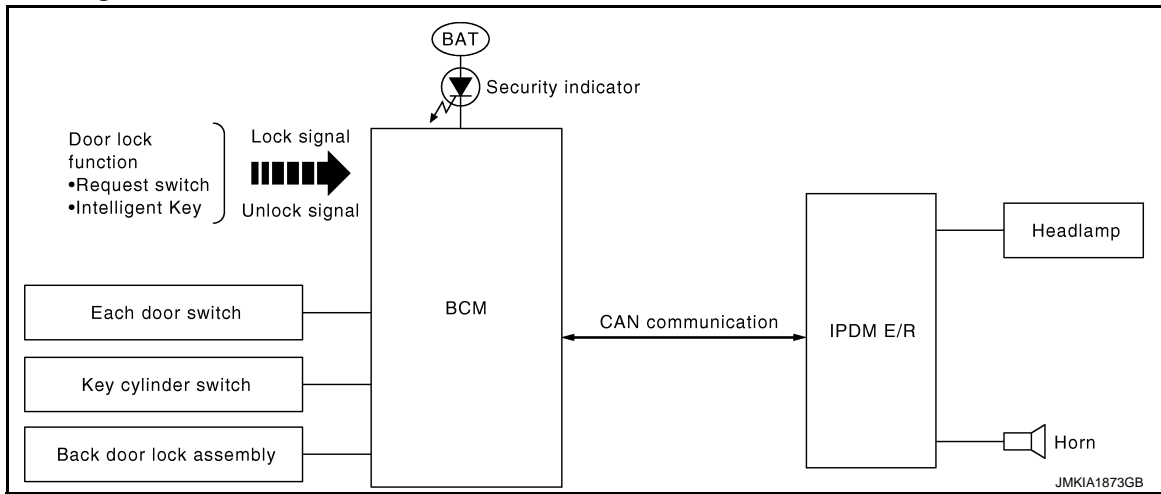 BAT
Security indicator
Door lock
function
•Request switch
•Intelligent Key
Lock signal
Unlock signal
Each door switch
Key cylinder switch
Back door lock assembly
BCM
CAN communication
IPDM E/R
Headlamp
Horn
JMKIA1873GB